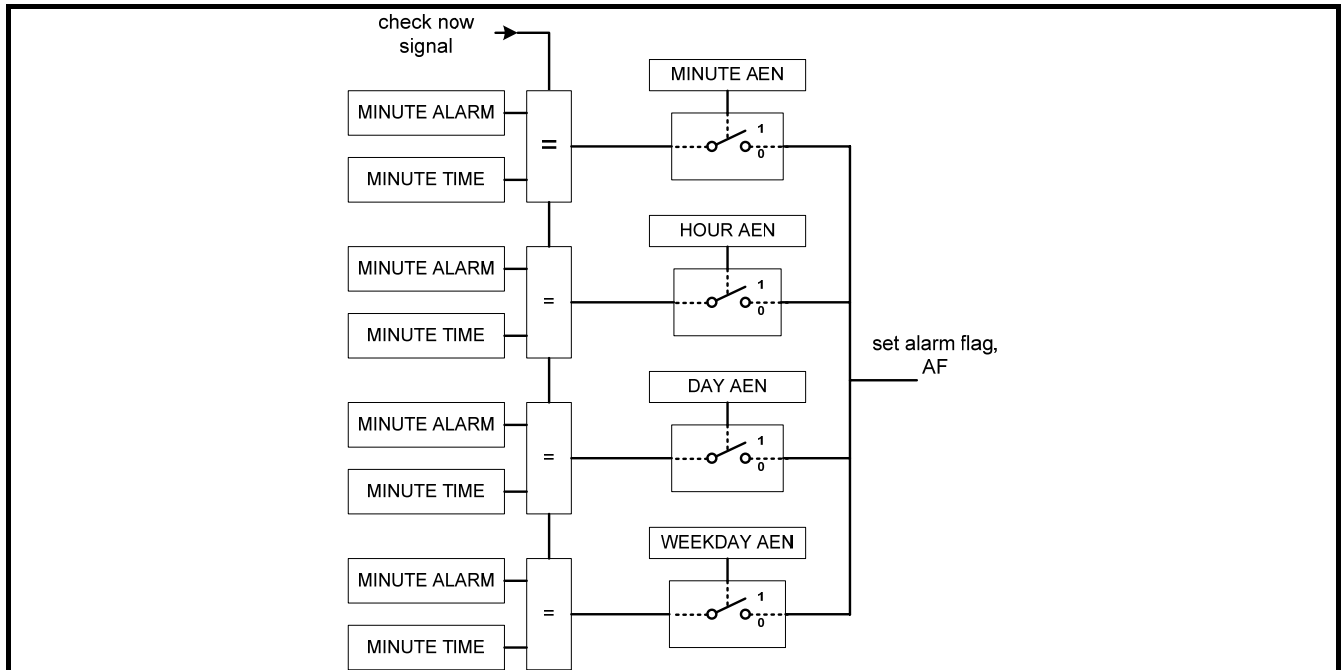 check now
signal
MINUTE AEN
MINUTE ALARM
=
1
0
MINUTE TIME
HOUR AEN
MINUTE ALARM
=
1
0
MINUTE TIME
set alarm flag,
AF
DAY AEN
MINUTE ALARM
=
1
0
MINUTE TIME
WEEKDAY AEN
MINUTE ALARM
=
1
0
MINUTE TIME